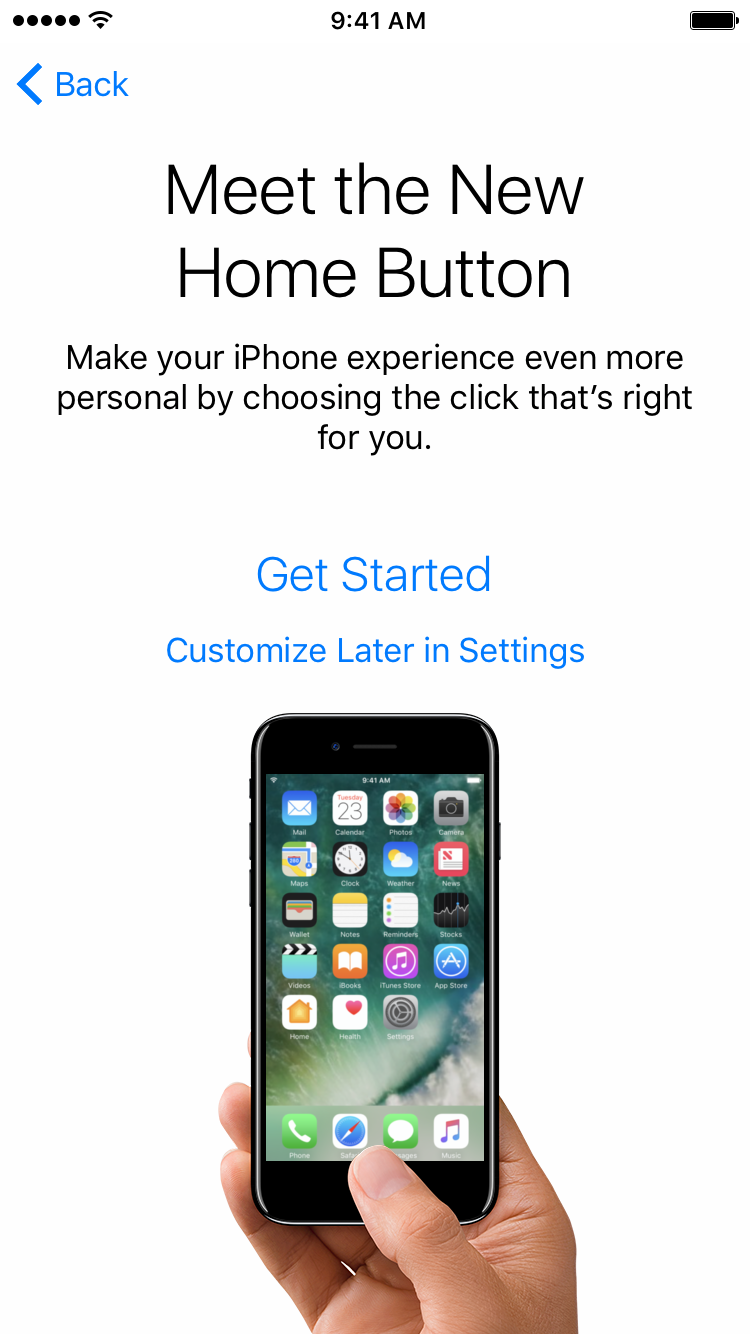 9:41 AM
Back
Meet the New
Home Button
Make your iPhone experience even more
personal by choosing the click that’s right
for you.
Get Started
Customize Later in Settings
9:41 AM
Tuesday
23
Mail Calendar Photos Camera
280
Maps Clock Weather News
Wallet Notes Reminders Stocks
Videos iBooks iTunes Store App Store
Home Health Settings
Phone Music